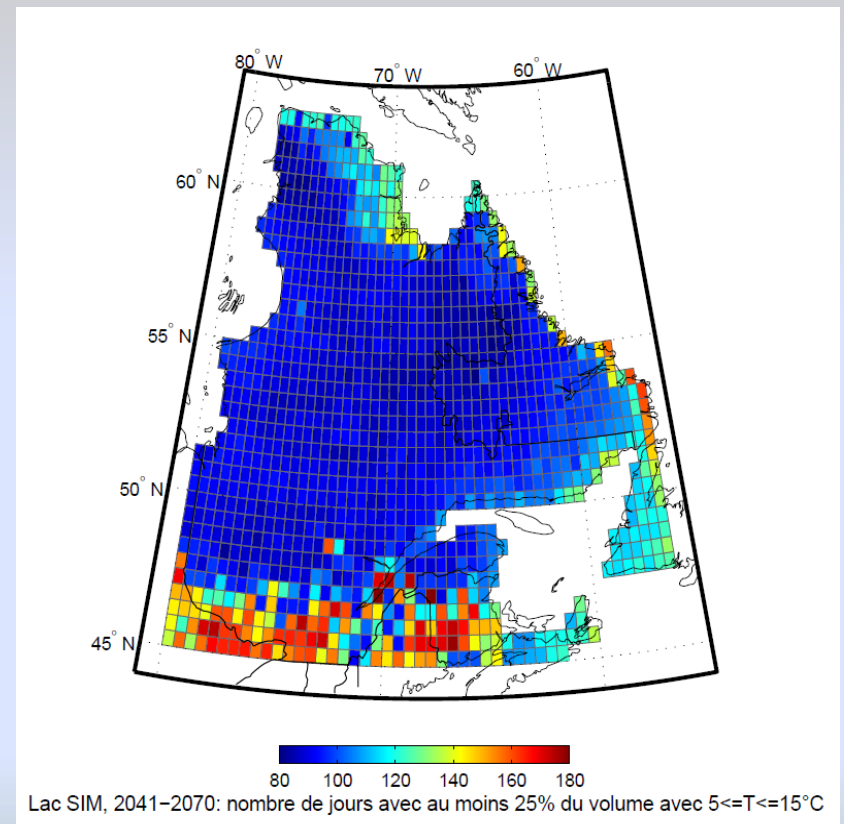 80° W 70° W 60° W
60° N
55° N
50° N
45° N
80 100 120 140 160 180
Lac SIM, 2041−2070: nombre de jours avec au moins 25% du volume avec 5<=T<=15°C